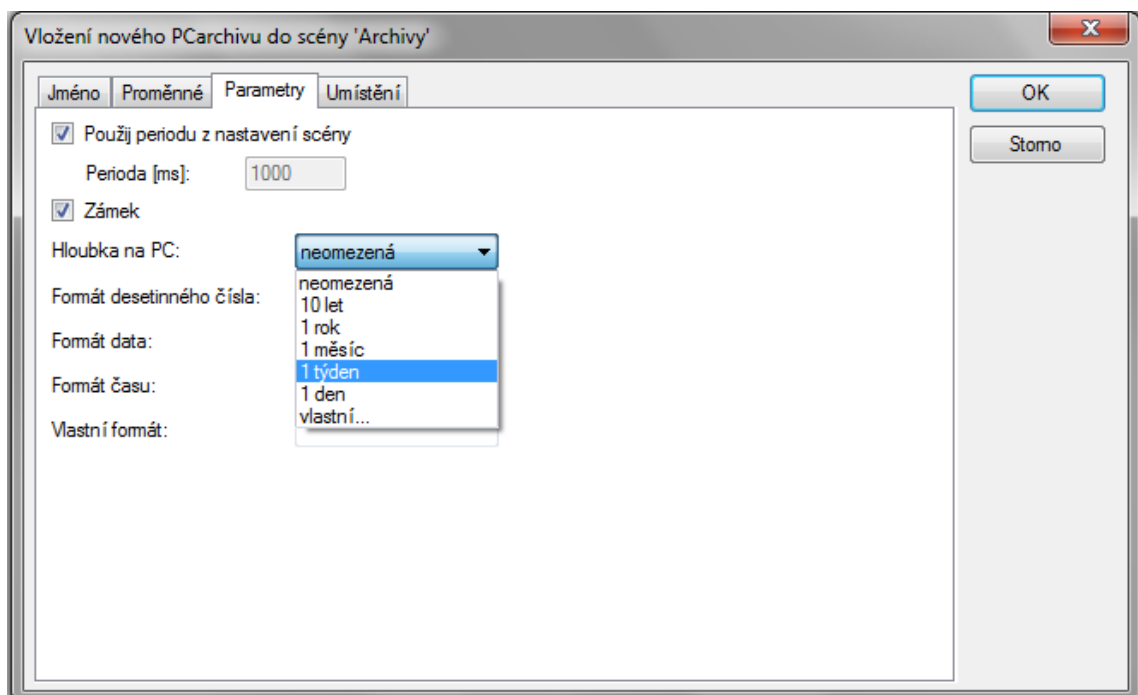 Vložení nového PCarchivu do scény 'Archivy'
Jméno Proměnné Parametry Umístění
OK
Storno
Použij periodu z nastavení scény
Perioda [ms]: 1000
Zámek
Hloubka na PC: neomezená
neomezená
10 let
1 rok
1 měsíc
1 týden
1 den
vlastní...
Formát desetinného čísla:
Formát data:
Formát času:
Vlastní formát: